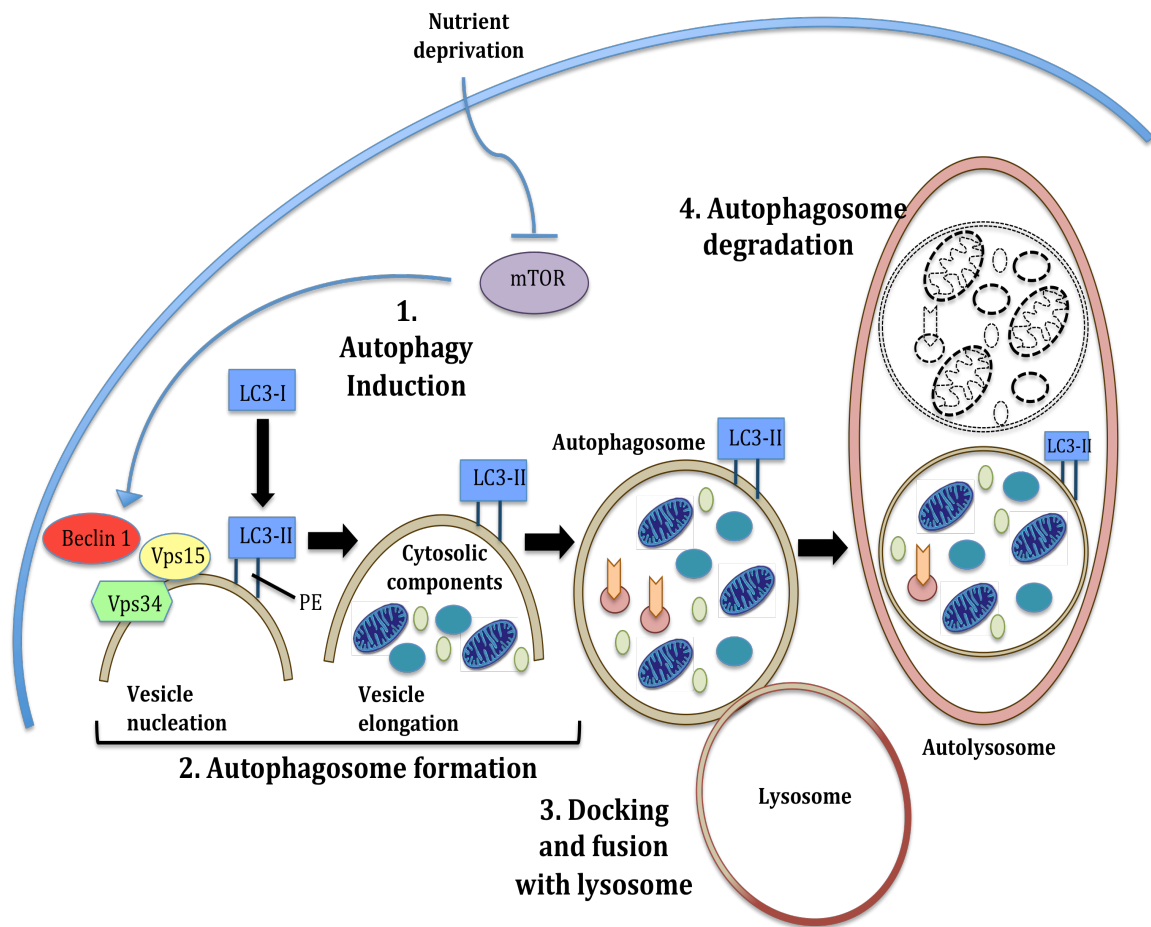 Nutrient
deprivation
mTOR
1.
Autophagy
Induction
LC3-I
LC3-II
Beclin 1
Vps15
Vps34
PE
Vesicle
nucleation
LC3-II
Cytosolic
components
Vesicle
elongation
2. Autophagosome formation
Autophagosome
LC3-II
3. Docking
and fusion
with lysosome
Lysosome
4. Autophagosome
degradation
LC3-II
Autolysosome